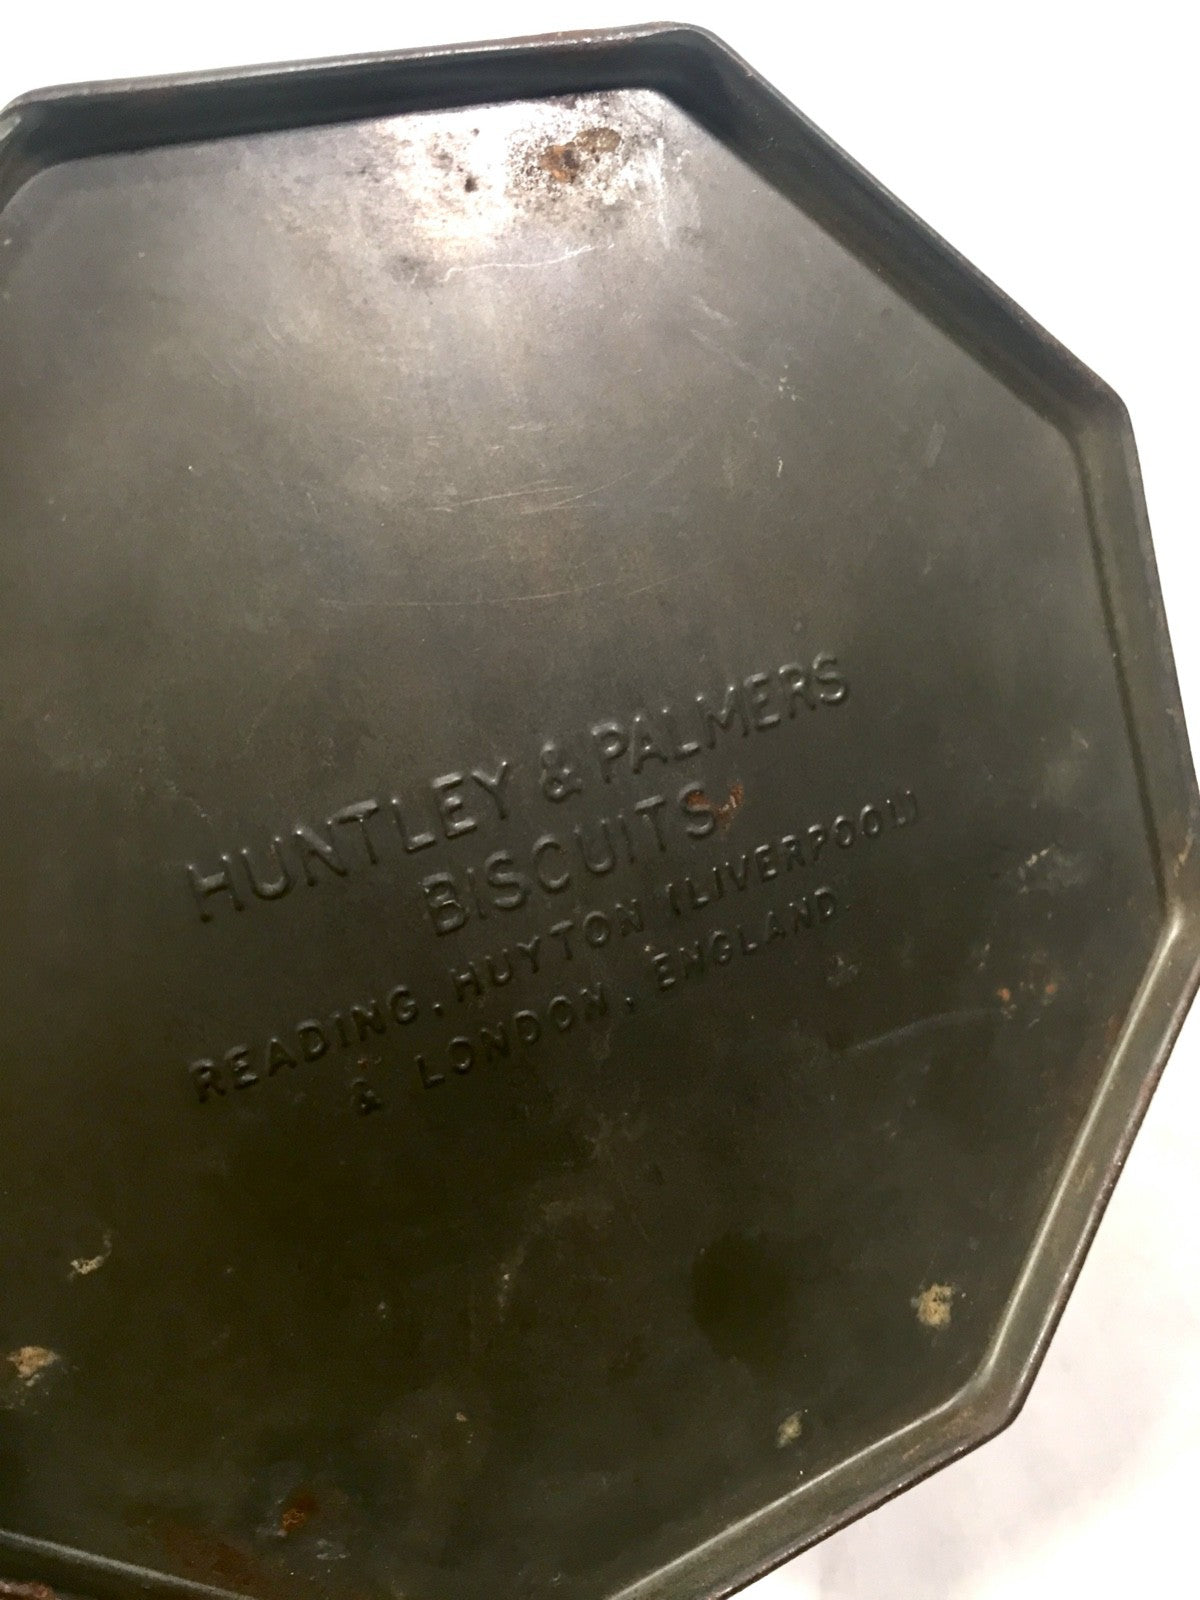 HUNTLEY & PALMERS
BISCUITS
READING, HUYTON (LIVERPOOL)
& LONDON, ENGLAND